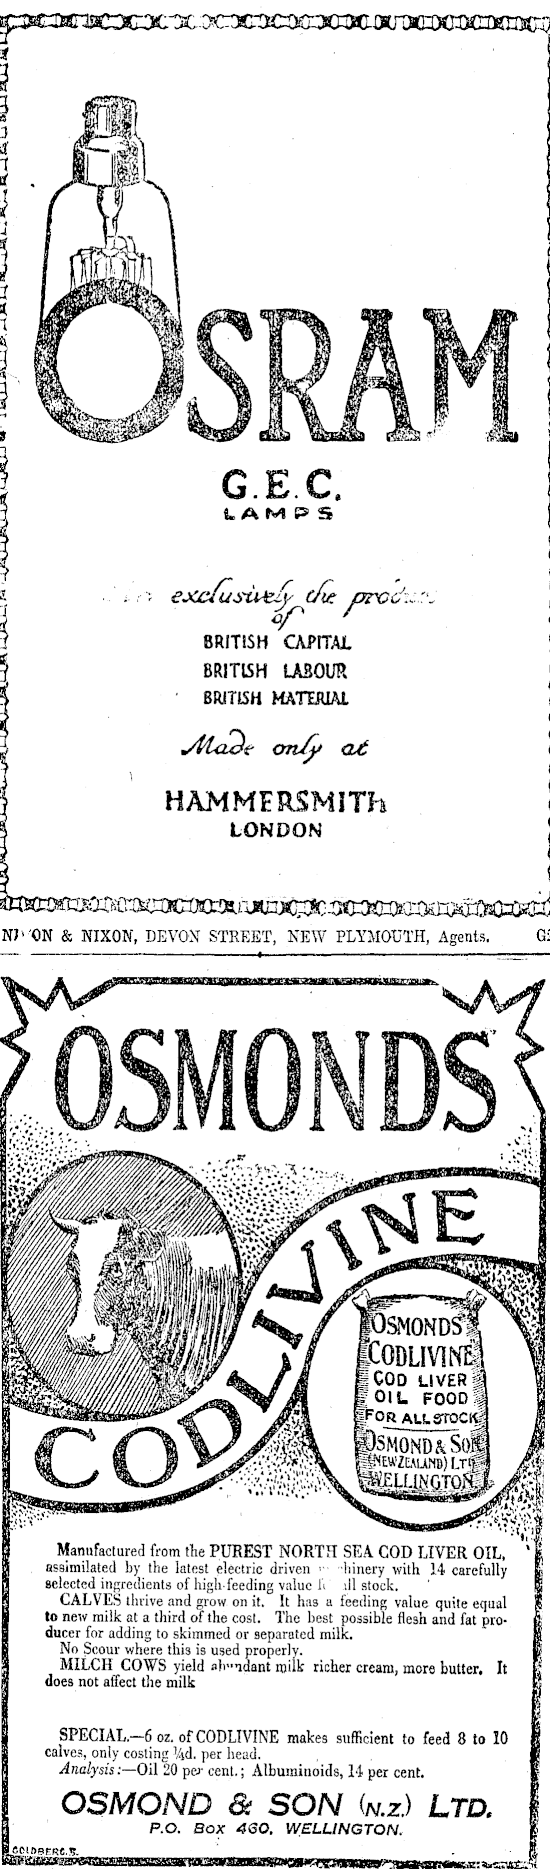 OSRAM
G.E.C.
LAMPS
exclusively the
of
BRITISH CAPITAL
BRITISH LABOUR
BRITISH MATERIAL
Made only at
HAMMERSMITH
LONDON
& NIXON, DEVON STREET, NEW PLYMOUTH, Agents.
OSMONDS
CODLIVINE
OSMONDS
CODLIVINE
COD LIVER
OIL FOOD
FOR ALL STOCK
OSMOND & SON
(NEW ZEALAND) LTD
WELLINGTON
Manufactured from the PUREST NORTH SEA COD LIVER OIL,
assimilated by the latest electric driven with 14 carefully
selected ingredients of high feeding value stock.
CALVES thrive and grow on it. It has a feeding value quite equal
to new milk at a third of the cost. The best possible flesh and fat pro-
ducer for adding to skimmed or separated milk.
No Scour where this is used properly.
MILCH COWS yield abundant milk richer cream, more butter. It
does not affect the milk
SPECIAL.—6 oz. of CODLIVINE makes sufficient to feed 8 to 10
calves, only costing ¼d. per head.
Analysis:—Oil 20 per cent.; Albuminoids, 14 per cent.
OSMOND & SON (N.Z.) LTD.
P.O. Box 460, WELLINGTON.